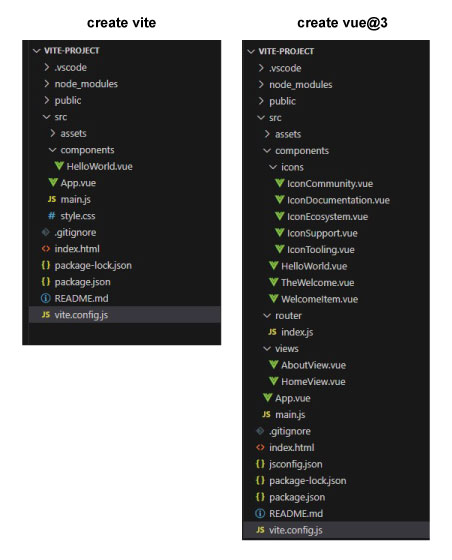 create vite
VITE-PROJECT
.vscode
node_modules
public
src
assets
components
HelloWorld.vue
App.vue
JS main.js
# style.css
.gitignore
<> index.html
{} package-lock.json
{} package.json
README.md
JS vite.config.js
create vue@3
VITE-PROJECT
.vscode
node_modules
public
src
assets
components
icons
IconCommunity.vue
IconDocumentation.vue
IconEcosystem.vue
IconSupport.vue
IconTooling.vue
HelloWorld.vue
TheWelcome.vue
WelcomeItem.vue
router
JS index.js
views
AboutView.vue
HomeView.vue
App.vue
JS main.js
.gitignore
<> index.html
{} jsconfig.json
{} package-lock.json
{} package.json
README.md
JS vite.config.js